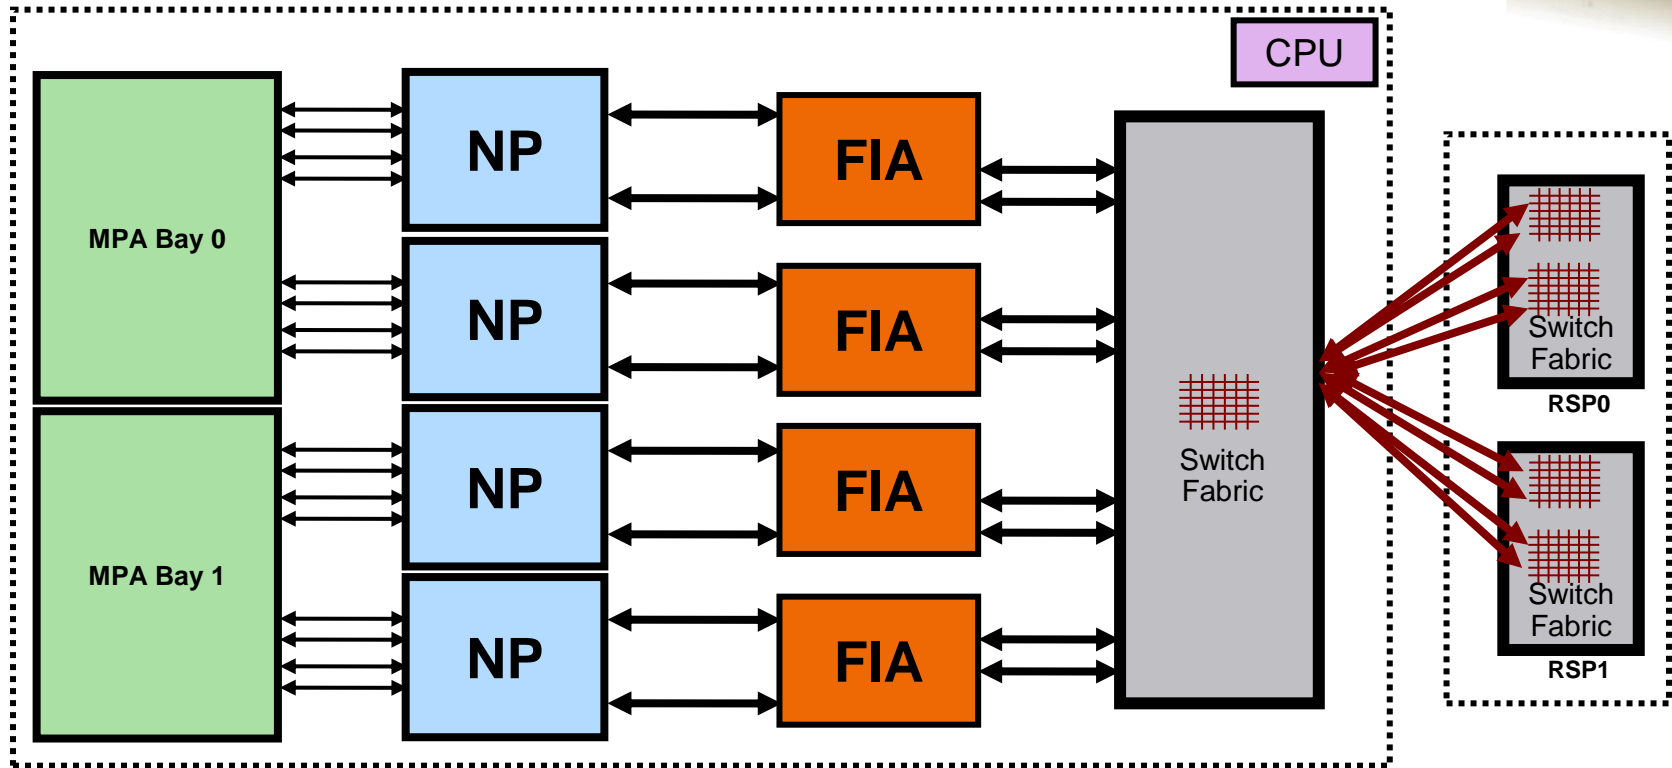 CPU
MPA Bay 0
NP
FIA
NP
FIA
Switch
Fabric
RSP0
MPA Bay 1
NP
FIA
Switch
Fabric
NP
FIA
Switch
Fabric
RSP1